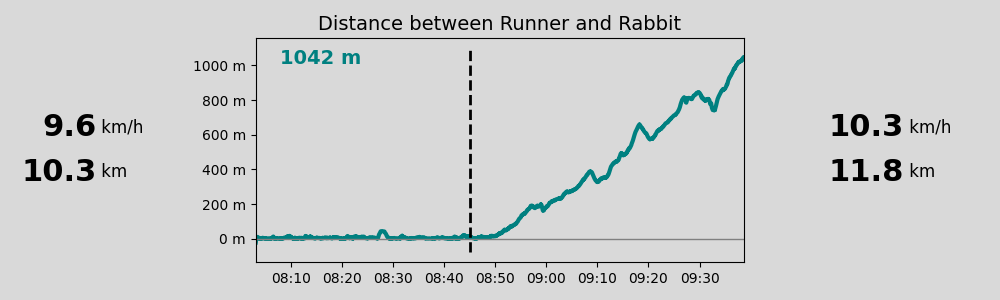 Distance between Runner and Rabbit
1042 m
1000 m
800 m
600 m
400 m
200 m
0 m
08:10 08:20 08:30 08:40 08:50 09:00 09:10 09:20 09:30
9.6 km/h
10.3 km
10.3 km/h
11.8 km